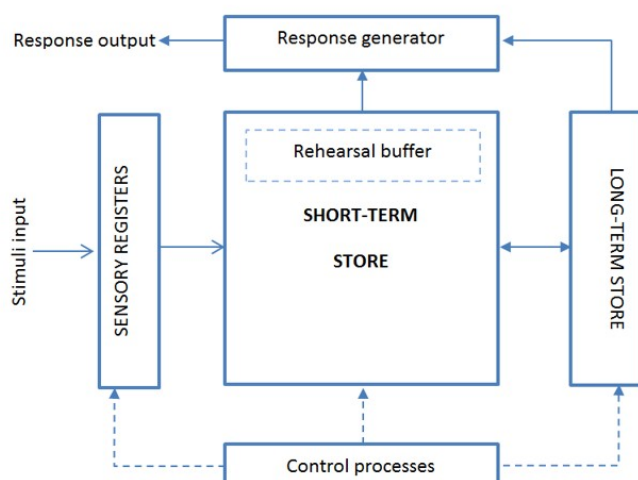 Response output
Response generator
Rehearsal buffer
SHORT-TERM
STORE
Stimuli input
SENSORY REGISTERS
LONG-TERM STORE
Control processes